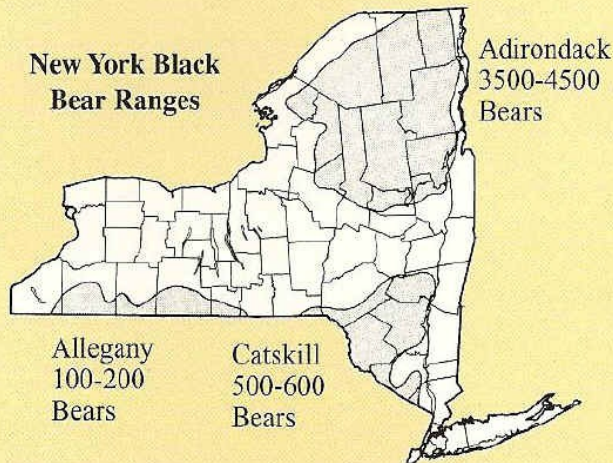 New York Black
Bear Ranges
Adirondack
3500-4500
Bears
Allegany
100-200
Bears
Catskill
500-600
Bears